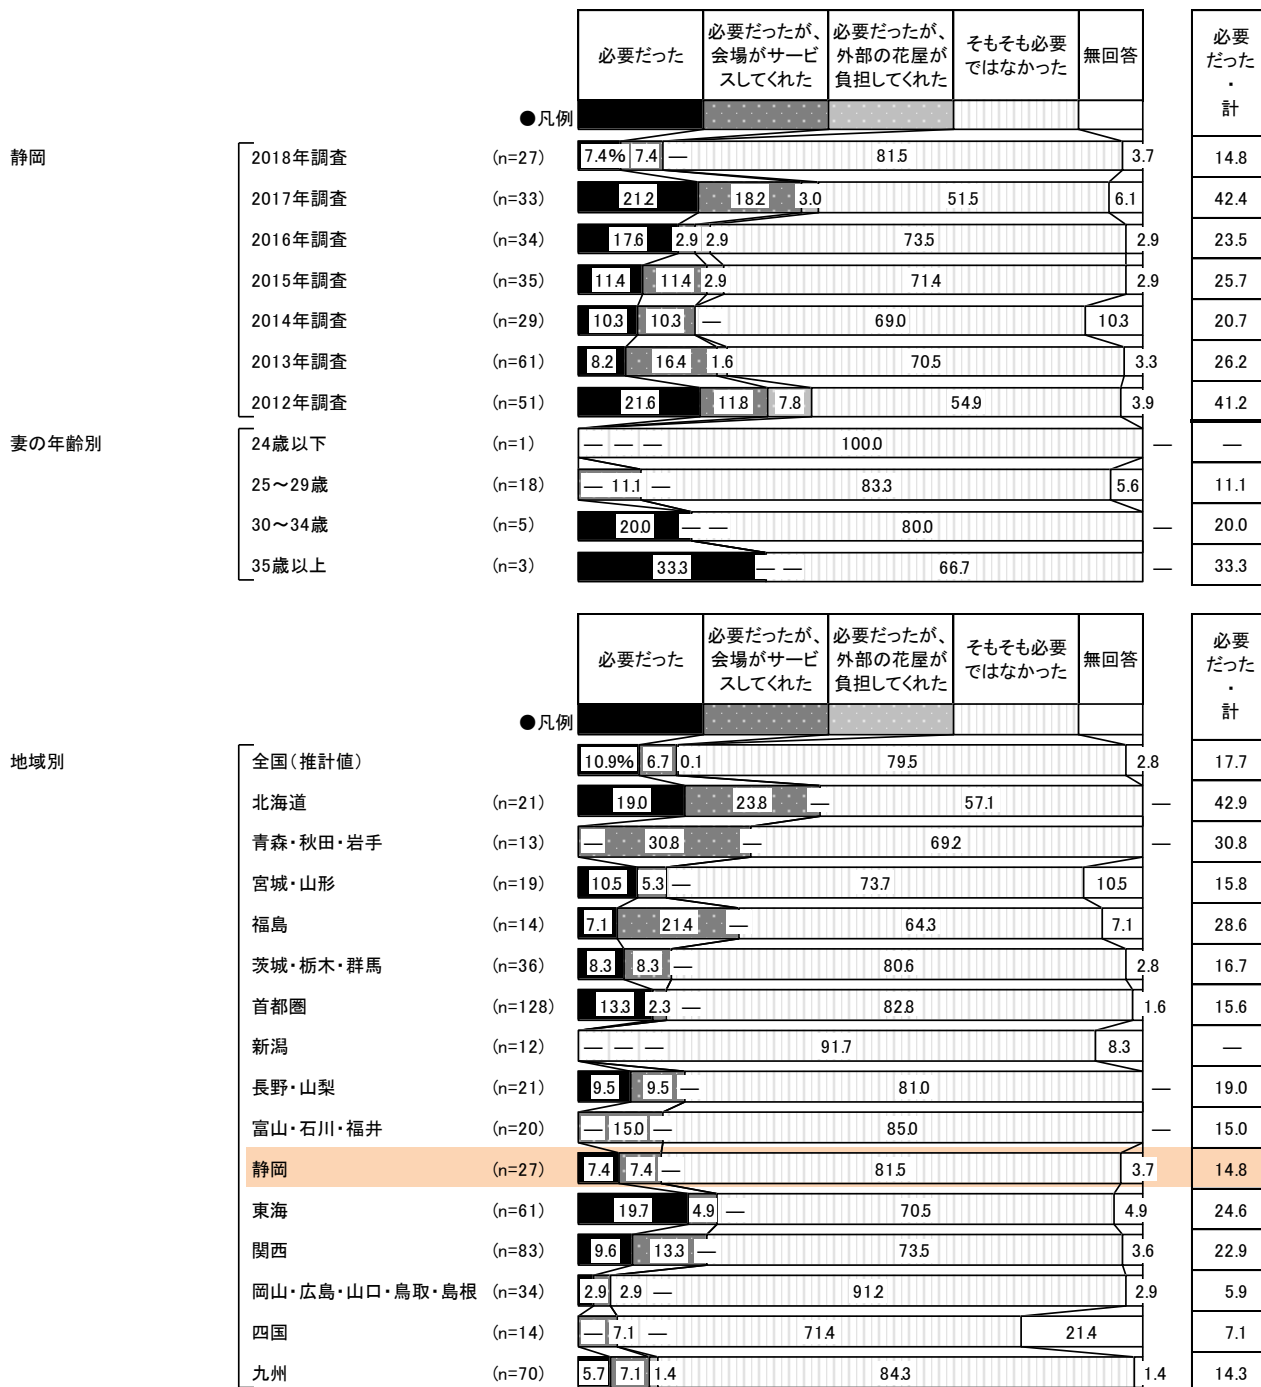 必要だった 必要だったが、会場がサービスしてくれた 必要だったが、外部の花屋が負担してくれた そもそも必要ではなかった 無回答 必要だった・計
●凡例
静岡 2018年調査 (n=27) 7.4% 7.4 — 81.5 3.7 14.8
2017年調査 (n=33) 21.2 18.2 3.0 51.5 6.1 42.4
2016年調査 (n=34) 17.6 2.9 2.9 73.5 2.9 23.5
2015年調査 (n=35) 11.4 11.4 2.9 71.4 2.9 25.7
2014年調査 (n=29) 10.3 10.3 — 69.0 10.3 20.7
2013年調査 (n=61) 8.2 16.4 1.6 70.5 3.3 26.2
2012年調査 (n=51) 21.6 11.8 7.8 54.9 3.9 41.2
妻の年齢別 24歳以下 (n=1) — — — 100.0 — —
25～29歳 (n=18) — 11.1 — 83.3 5.6 11.1
30～34歳 (n=5) 20.0 — — 80.0 — 20.0
35歳以上 (n=3) 33.3 — — 66.7 — 33.3
必要だった 必要だったが、会場がサービスしてくれた 必要だったが、外部の花屋が負担してくれた そもそも必要ではなかった 無回答 必要だった・計
●凡例
地域別 全国(推計値) 10.9% 6.7 0.1 79.5 2.8 17.7
北海道 (n=21) 19.0 23.8 — 57.1 — 42.9
青森・秋田・岩手 (n=13) — 30.8 — 69.2 — 30.8
宮城・山形 (n=19) 10.5 5.3 — 73.7 10.5 15.8
福島 (n=14) 7.1 21.4 — 64.3 7.1 28.6
茨城・栃木・群馬 (n=36) 8.3 8.3 — 80.6 2.8 16.7
首都圏 (n=128) 13.3 2.3 — 82.8 1.6 15.6
新潟 (n=12) — — — 91.7 8.3 —
長野・山梨 (n=21) 9.5 9.5 — 81.0 — 19.0
富山・石川・福井 (n=20) — 15.0 — 85.0 — 15.0
静岡 (n=27) 7.4 7.4 — 81.5 3.7 14.8
東海 (n=61) 19.7 4.9 — 70.5 4.9 24.6
関西 (n=83) 9.6 13.3 — 73.5 3.6 22.9
岡山・広島・山口・鳥取・島根 (n=34) 2.9 2.9 — 91.2 2.9 5.9
四国 (n=14) — 7.1 — 71.4 21.4 7.1
九州 (n=70) 5.7 7.1 1.4 84.3 1.4 14.3